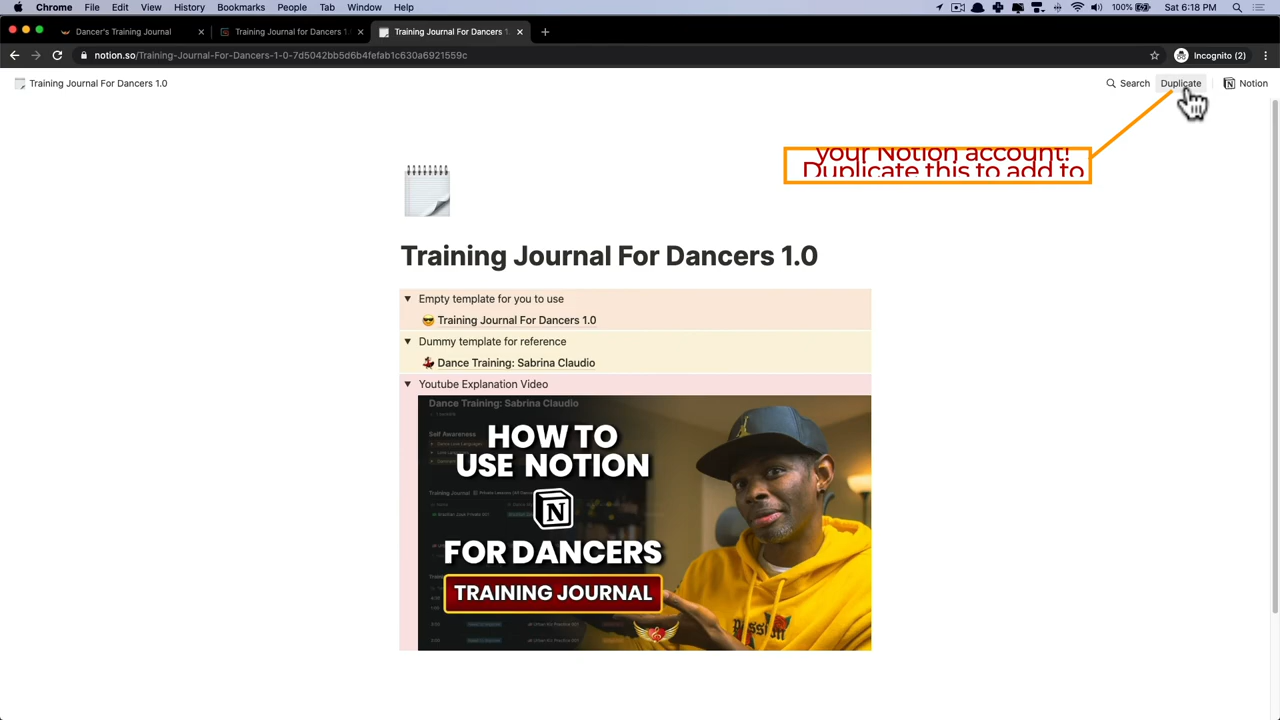 Chrome File Edit View History Bookmarks People Tab Window Help 100% Sat 6:18 PM
Dancer's Training Journal Training Journal for Dancers 1. Training Journal For Dancers 1.
notion.so/Training-Journal-For-Dancers-1-0-7d5042bb5d6b4fefab1c630a6921559c Incognito (2)
Training Journal For Dancers 1.0 Search Duplicate Notion
your Notion account!
Duplicate this to add to
Training Journal For Dancers 1.0
Empty template for you to use
Training Journal For Dancers 1.0
Dummy template for reference
Dance Training: Sabrina Claudio
Youtube Explanation Video
Dance Training: Sabrina Claudio
Self Awareness
HOW TO
USE NOTION
N
FOR DANCERS
TRAINING JOURNAL
Passion